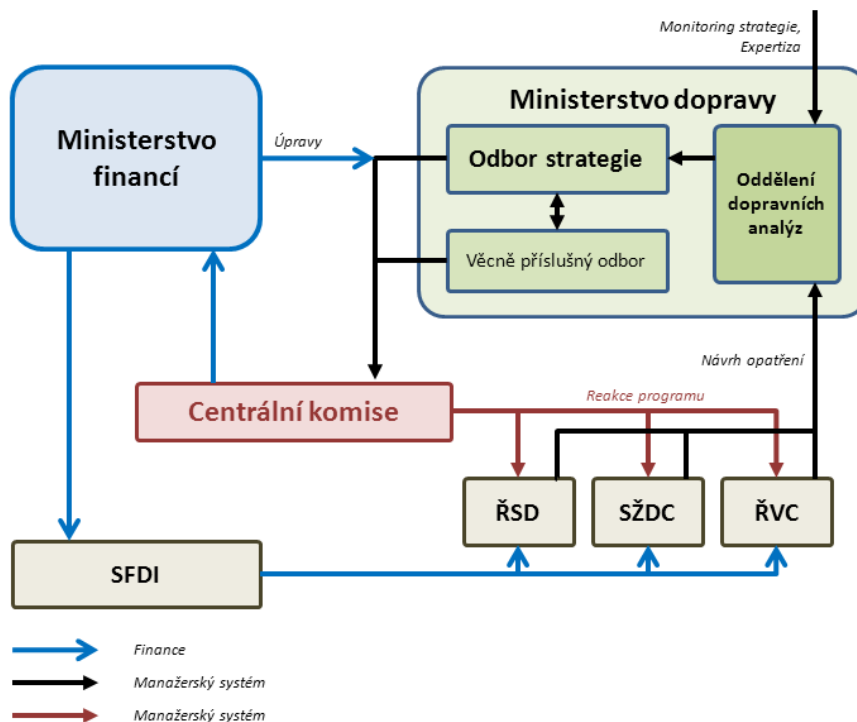 Monitoring strategie,
Expertiza
Ministerstvo
financí
Úpravy
Ministerstvo dopravy
Odbor strategie
Oddělení
dopravních
analýz
Věcně příslušný odbor
Návrh opatření
Centrální komise
Reakce programu
ŘSD
SŽDC
ŘVC
SFDI
Finance
Manažerský systém
Manažerský systém